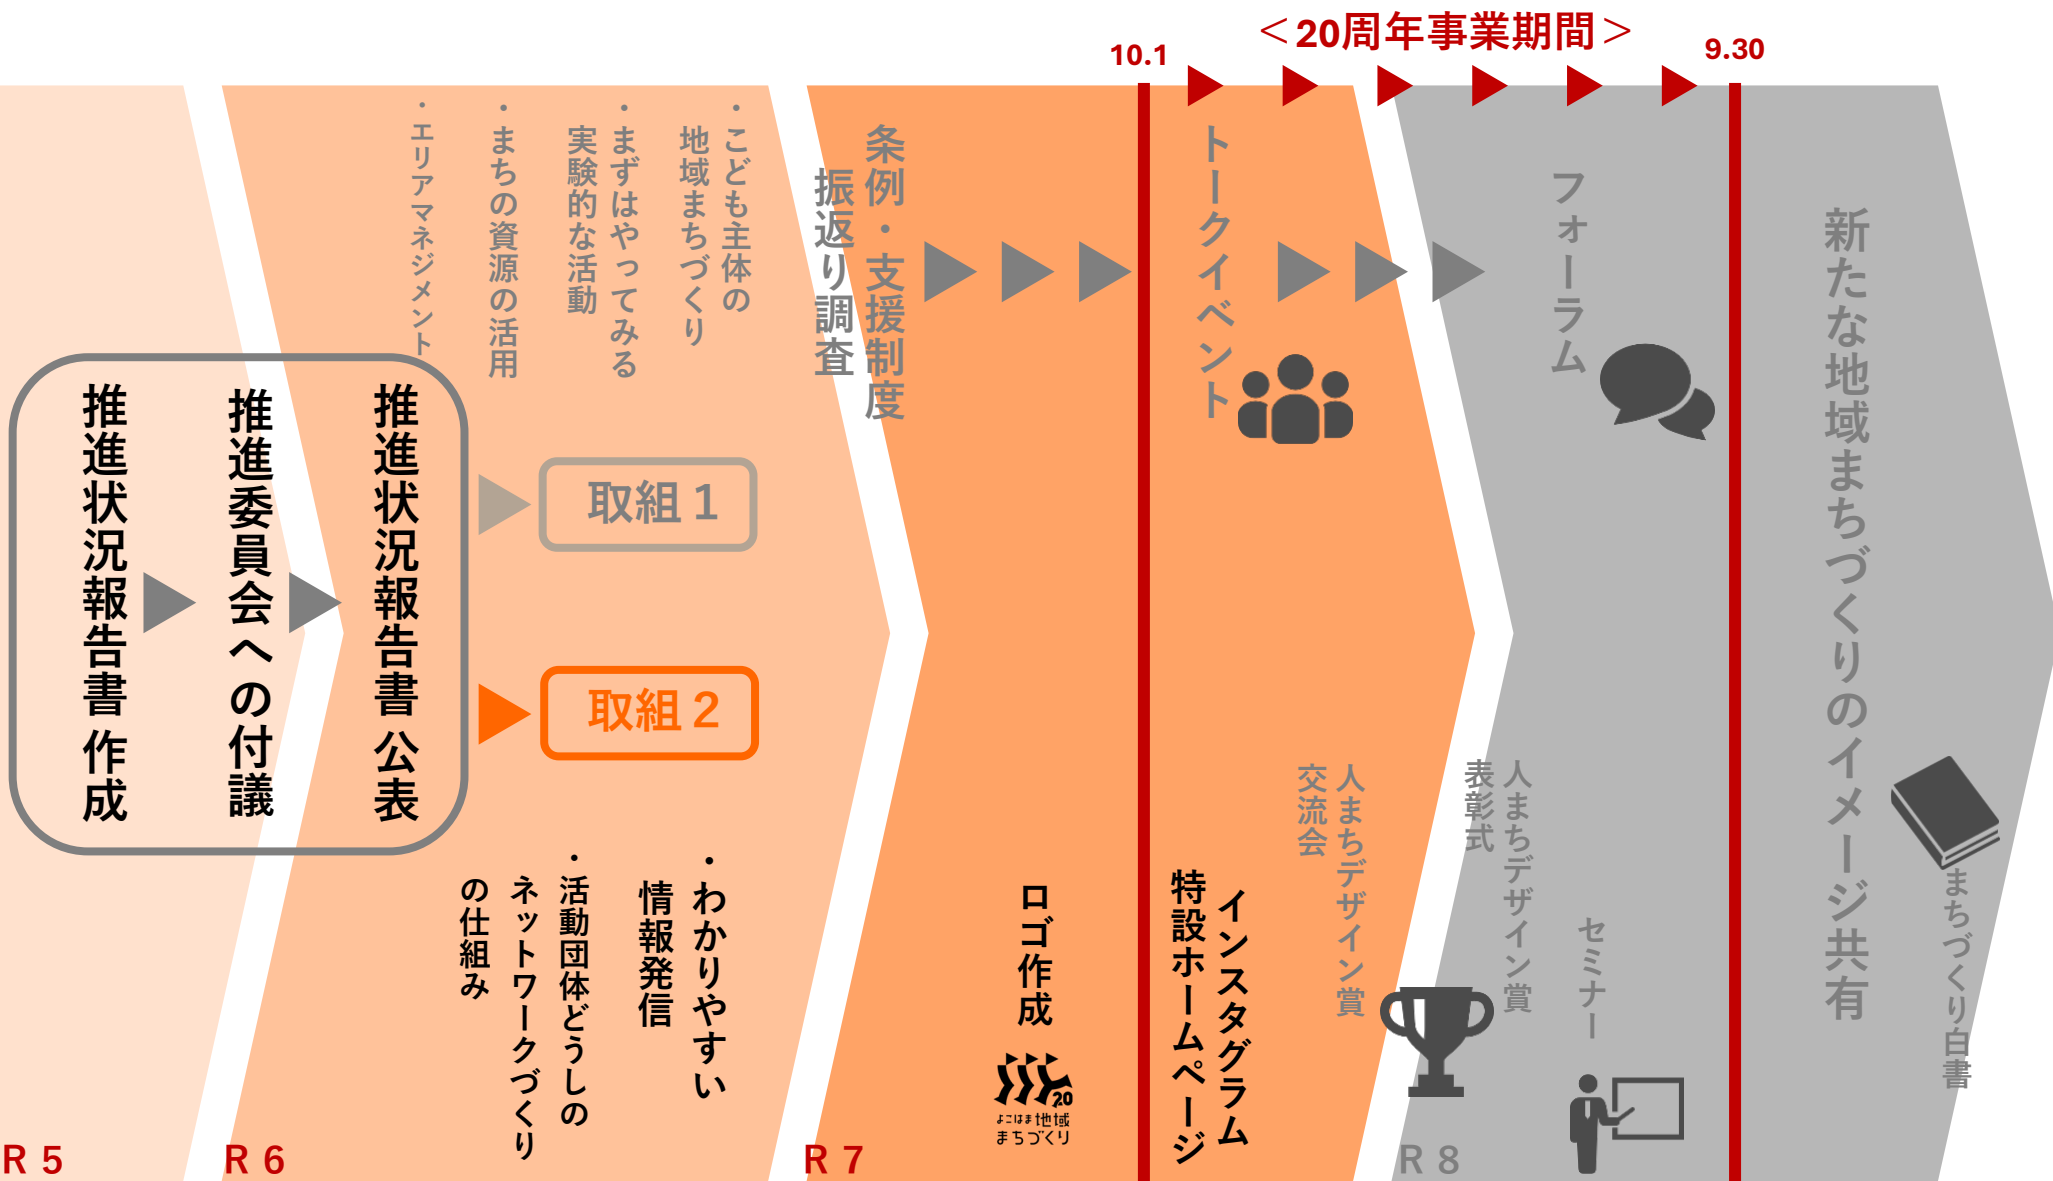 ＜20周年事業期間＞
10.1
9.30
推進状況報告書 作成
推進委員会への付議
推進状況報告書 公表
・こども主体の
地域まちづくり
・まずはやってみる
実験的な活動
・まちの資源の活用
・エリアマネジメント
取組１
取組２
・わかりやすい
情報発信
・活動団体どうしの
ネットワークづくり
の仕組み
条例・支援制度
振返り調査
トークイベント
フォーラム
新たな地域まちづくりのイメージ共有
ロゴ作成
20
よこはま地域
まちづくり
インスタグラム
特設ホームページ
人まちデザイン賞
交流会
人まちデザイン賞
表彰式
セミナー
まちづくり白書
R 5
R 6
R 7
R 8